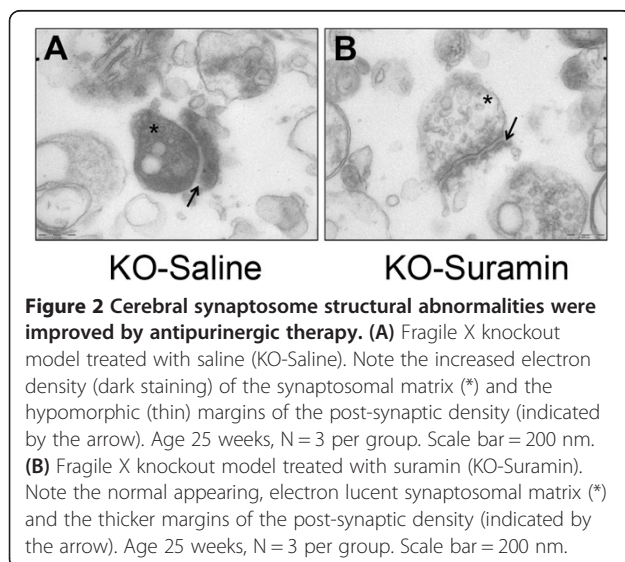 A B
* *
KO-Saline KO-Suramin
Figure 2 Cerebral synaptosome structural abnormalities were
improved by antipurinergic therapy. (A) Fragile X knockout
model treated with saline (KO-Saline). Note the increased electron
density (dark staining) of the synaptosomal matrix (*) and the
hypomorphic (thin) margins of the post-synaptic density (indicated
by the arrow). Age 25 weeks, N = 3 per group. Scale bar = 200 nm.
(B) Fragile X knockout model treated with suramin (KO-Suramin).
Note the normal appearing, electron lucent synaptosomal matrix (*)
and the thicker margins of the post-synaptic density (indicated by
the arrow). Age 25 weeks, N = 3 per group. Scale bar = 200 nm.